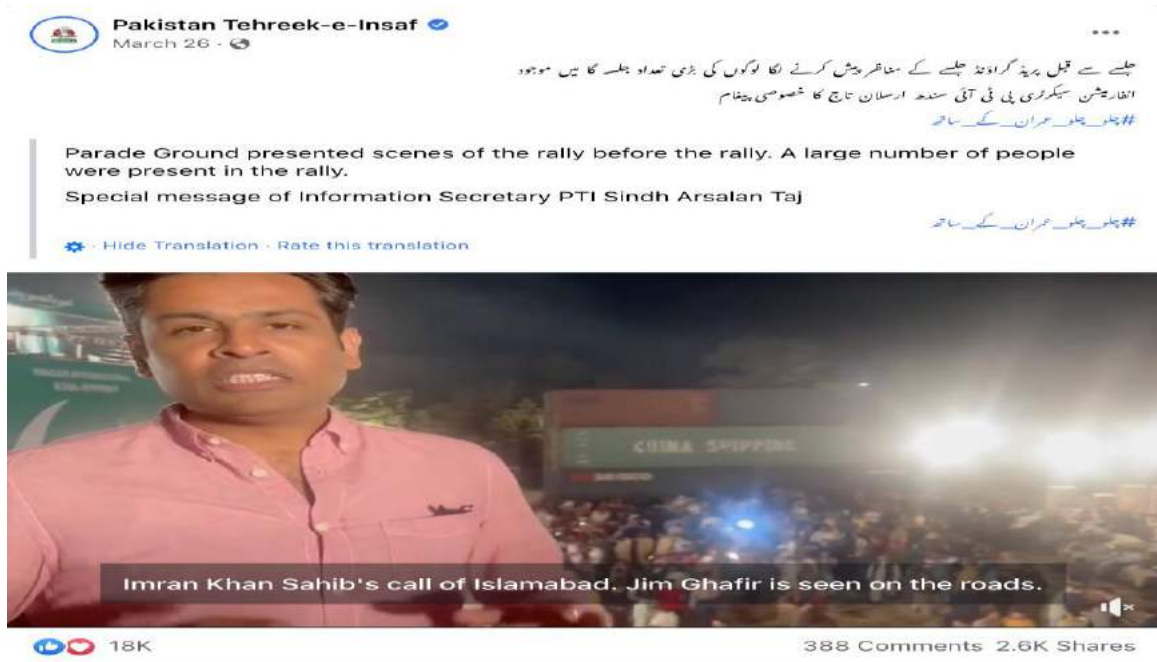 Pakistan Tehreek-e-Insaf
March 26 ·
جلسے سے قبل پریڈ گراؤنڈ جلسے کے مناظر پیش کرنے لگا لوگوں کی بڑی تعداد جلسہ گا میں موجود
انفارمیشن سیکرٹری پی ٹی آئی سندھ ارسلان تاج کا خصوصی پیغام
#چلو_چلو_عمران_کے_ساتھ
Parade Ground presented scenes of the rally before the rally. A large number of people
were present in the rally.
Special message of Information Secretary PTI Sindh Arsalan Taj
#چلو_چلو_عمران_کے_ساتھ
· Hide Translation · Rate this translation
CHINA SHIPPING
Imran Khan Sahib's call of Islamabad. Jim Ghafir is seen on the roads.
18K
388 Comments 2.6K Shares